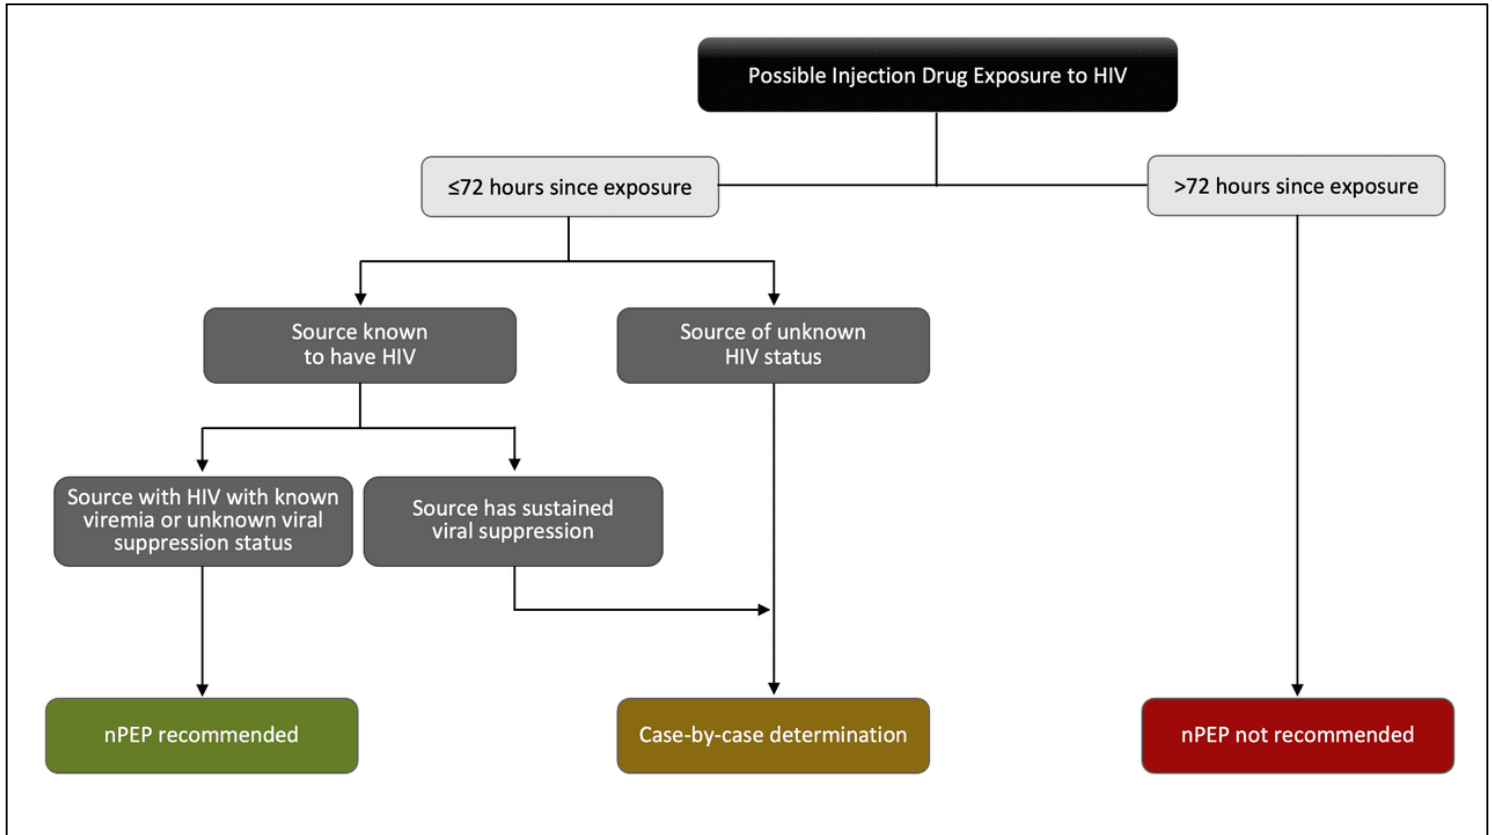 Possible Injection Drug Exposure to HIV
≤72 hours since exposure
>72 hours since exposure
Source known
to have HIV
Source of unknown
HIV status
Source with HIV with known
viremia or unknown viral
suppression status
Source has sustained
viral suppression
nPEP recommended
Case-by-case determination
nPEP not recommended